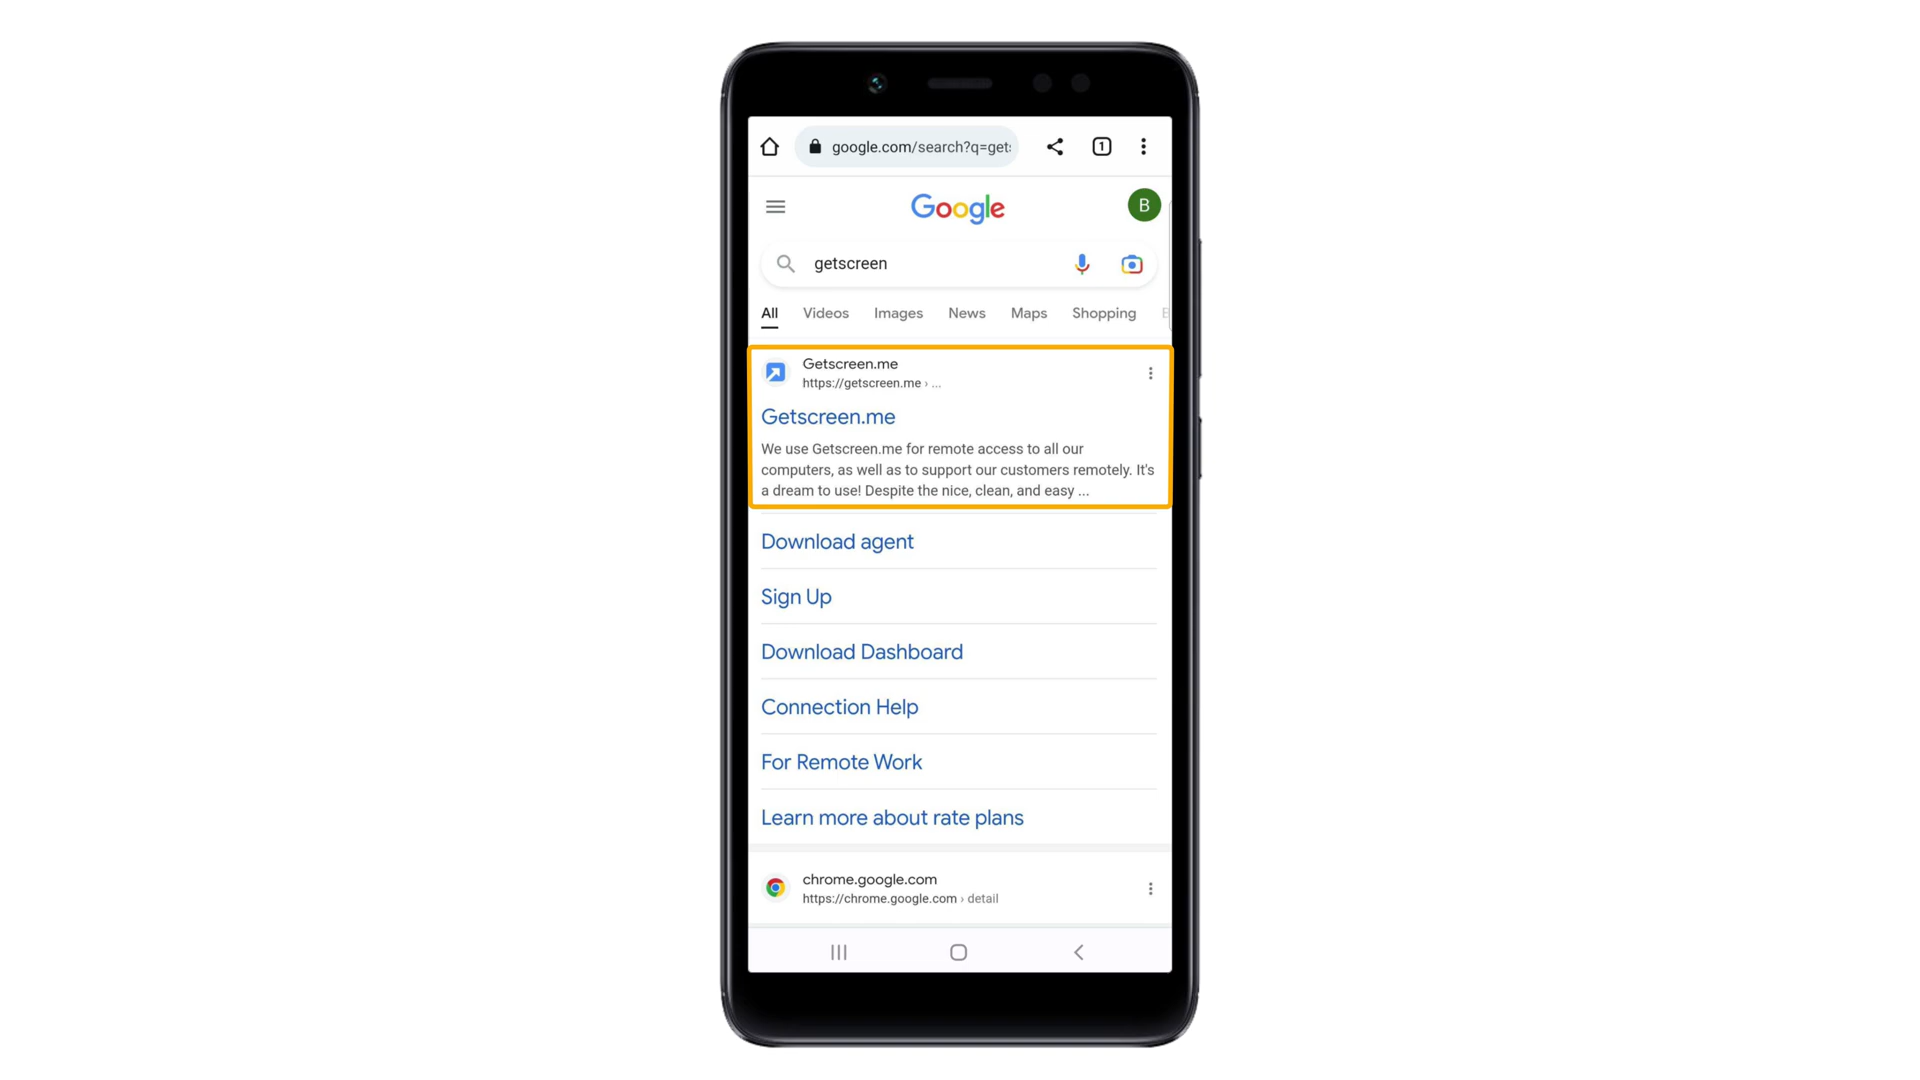 google.com/search?q=get
1
Google
B
getscreen
All Videos Images News Maps Shopping
Getscreen.me
https://getscreen.me › ...
Getscreen.me
We use Getscreen.me for remote access to all our
computers, as well as to support our customers remotely. It's
a dream to use! Despite the nice, clean, and easy ...
Download agent
Sign Up
Download Dashboard
Connection Help
For Remote Work
Learn more about rate plans
chrome.google.com
https://chrome.google.com › detail